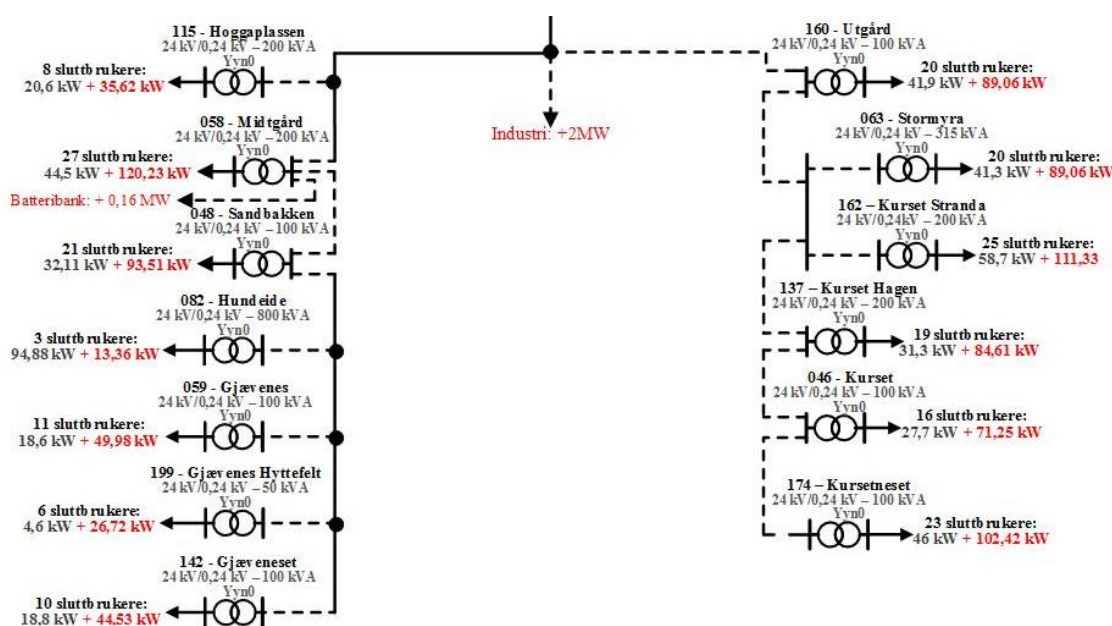 115 - Hoggaplassen
24 kV/0,24 kV – 200 kVA
Yyn0
8 sluttbrukere:
20,6 kW + 35,62 kW
058 - Midtgård
24 kV/0,24 kV – 200 kVA
Yyn0
27 sluttbrukere:
44,5 kW + 120,23 kW
Batteribank: + 0,16 MW
048 - Sandbakken
24 kV/0,24 kV – 100 kVA
Yyn0
21 sluttbrukere:
32,11 kW + 93,51 kW
082 - Hundeide
24 kV/0,24 kV – 800 kVA
Yyn0
3 sluttbrukere:
94,88 kW + 13,36 kW
059 - Gjævenes
24 kV/0,24 kV – 100 kVA
Yyn0
11 sluttbrukere:
18,6 kW + 49,98 kW
199 - Gjævenes Hyttefelt
24 kV/0,24 kV – 50 kVA
Yyn0
6 sluttbrukere:
4,6 kW + 26,72 kW
142 - Gjæveneset
24 kV/0,24 kV – 100 kVA
Yyn0
10 sluttbrukere:
18,8 kW + 44,53 kW
Industri: +2MW
160 - Utgård
24 kV/0,24 kV – 100 kVA
Yyn0
20 sluttbrukere:
41,9 kW + 89,06 kW
063 - Stormyra
24 kV/0,24 kV – 315 kVA
Yyn0
20 sluttbrukere:
41,3 kW + 89,06 kW
162 - Kurset Stranda
24 kV/0,24kV – 200 kVA
Yyn0
25 sluttbrukere:
58,7 kW + 111,33
137 – Kurset Hagen
24 kV/0,24 kV – 200 kVA
Yyn0
19 sluttbrukere:
31,3 kW + 84,61 kW
046 - Kurset
24 kV/0,24 kV – 100 kVA
Yyn0
16 sluttbrukere:
27,7 kW + 71,25 kW
174 – Kursetneset
24 kV/0,24 kV – 100 kVA
Yyn0
23 sluttbrukere:
46 kW + 102,42 kW